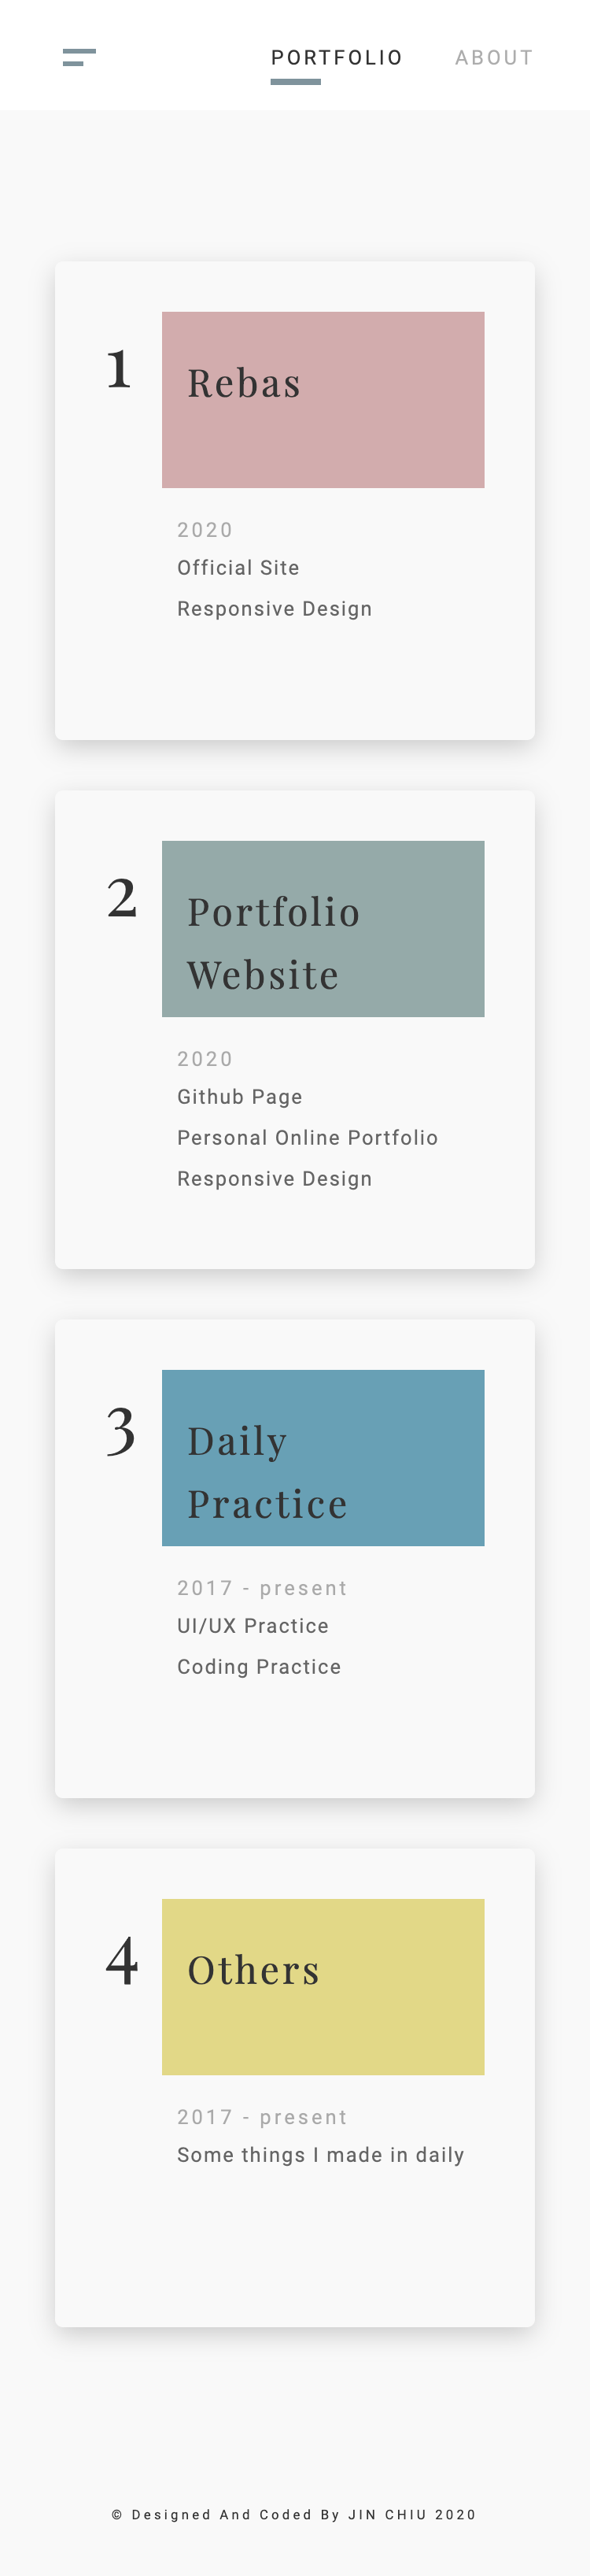 PORTFOLIO ABOUT
1
Rebas
2020
Official Site
Responsive Design
2
Portfolio
Website
2020
Github Page
Personal Online Portfolio
Responsive Design
3
Daily
Practice
2017 - present
UI/UX Practice
Coding Practice
4
Others
2017 - present
Some things I made in daily
© Designed And Coded By JIN CHIU 2020